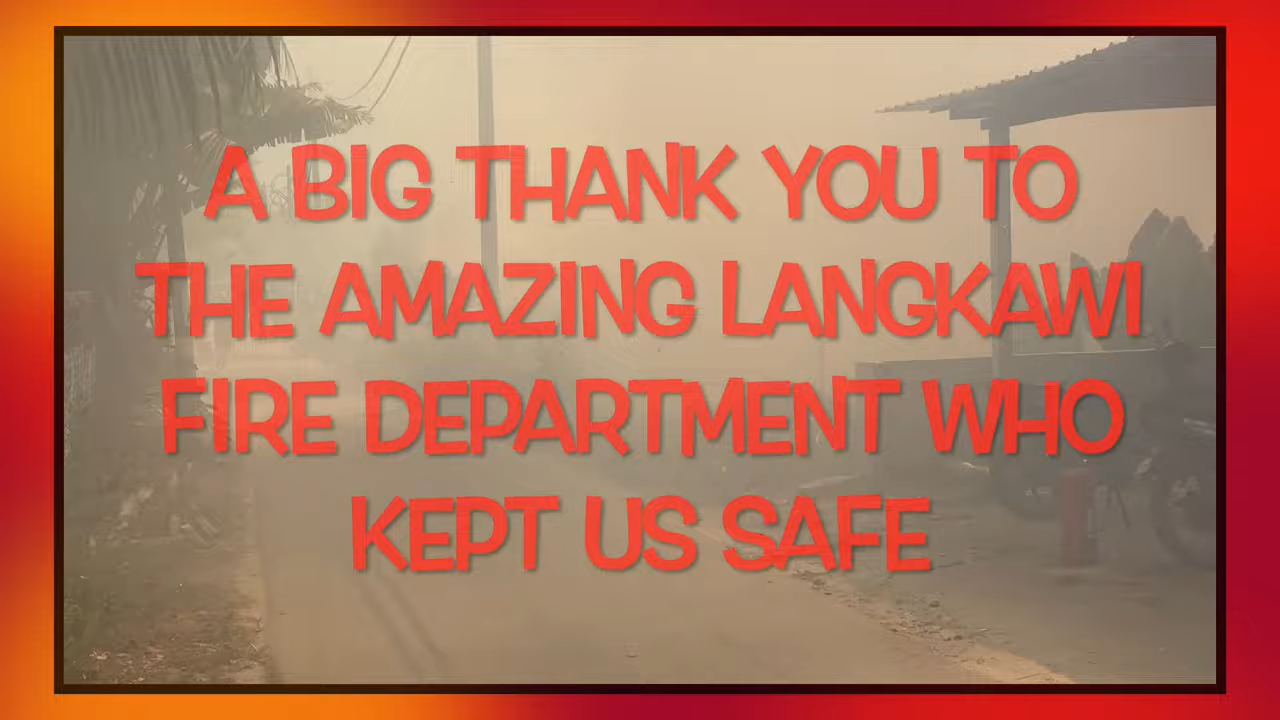 A BIG THANK YOU TO
THE AMAZING LANGKAWI
FIRE DEPARTMENT WHO
KEPT US SAFE